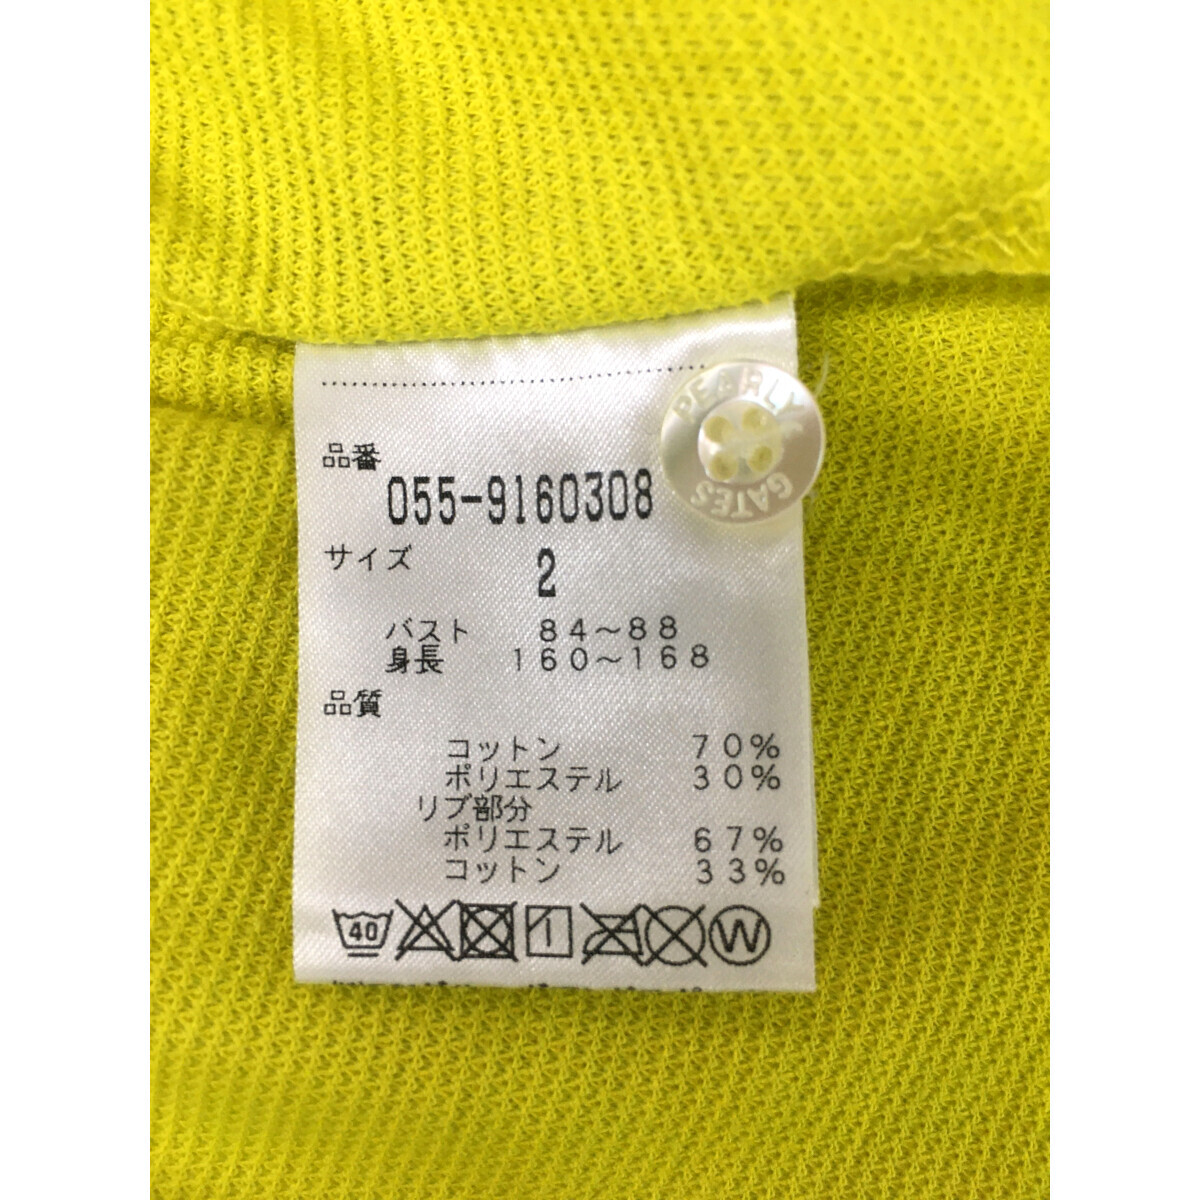 品番
055-9160308
PEARLY GATES
サイズ
2
バスト 84～88
身長 160～168
品質
コットン 70%
ポリエステル 30%
リブ部分
ポリエステル 67%
コットン 33%
40
W